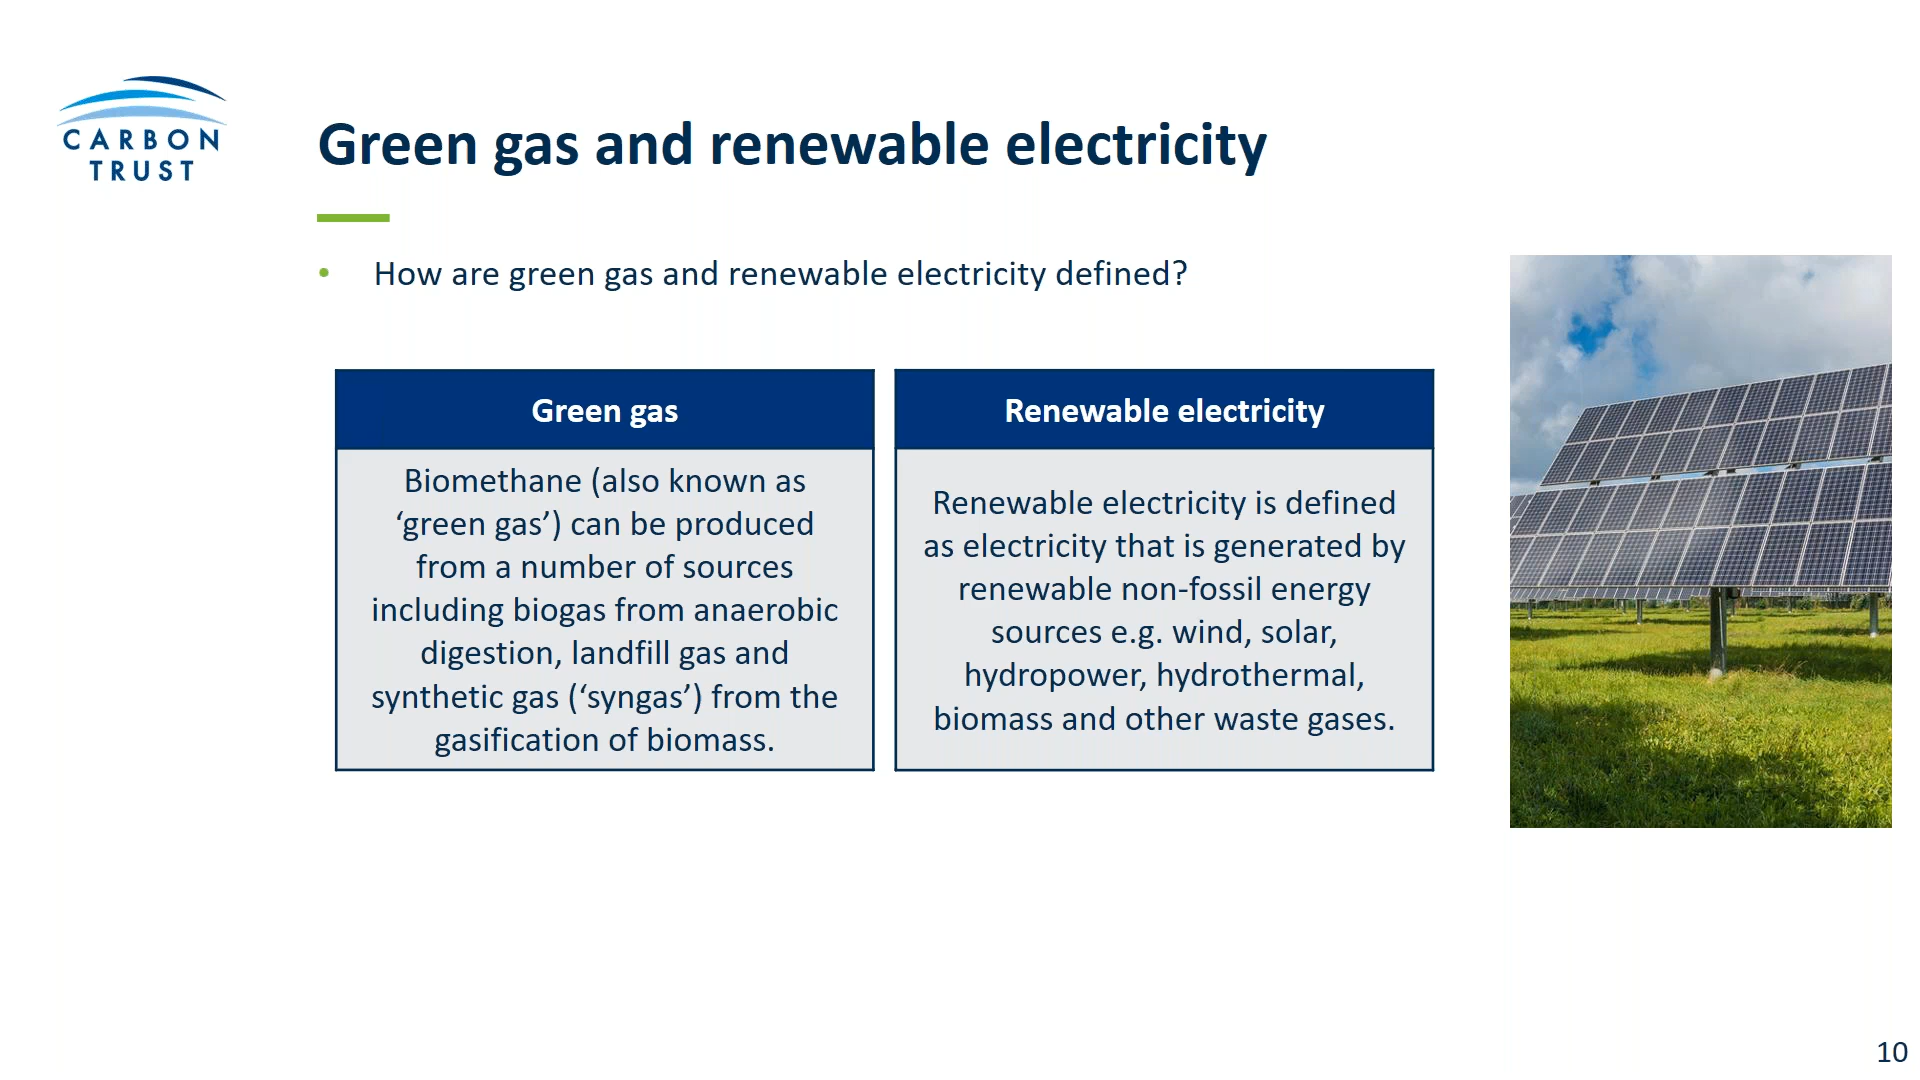 CARBON
TRUST
Green gas and renewable electricity
• How are green gas and renewable electricity defined?
Green gas
Biomethane (also known as
‘green gas’) can be produced
from a number of sources
including biogas from anaerobic
digestion, landfill gas and
synthetic gas (‘syngas’) from the
gasification of biomass.
Renewable electricity
Renewable electricity is defined
as electricity that is generated by
renewable non-fossil energy
sources e.g. wind, solar,
hydropower, hydrothermal,
biomass and other waste gases.
10